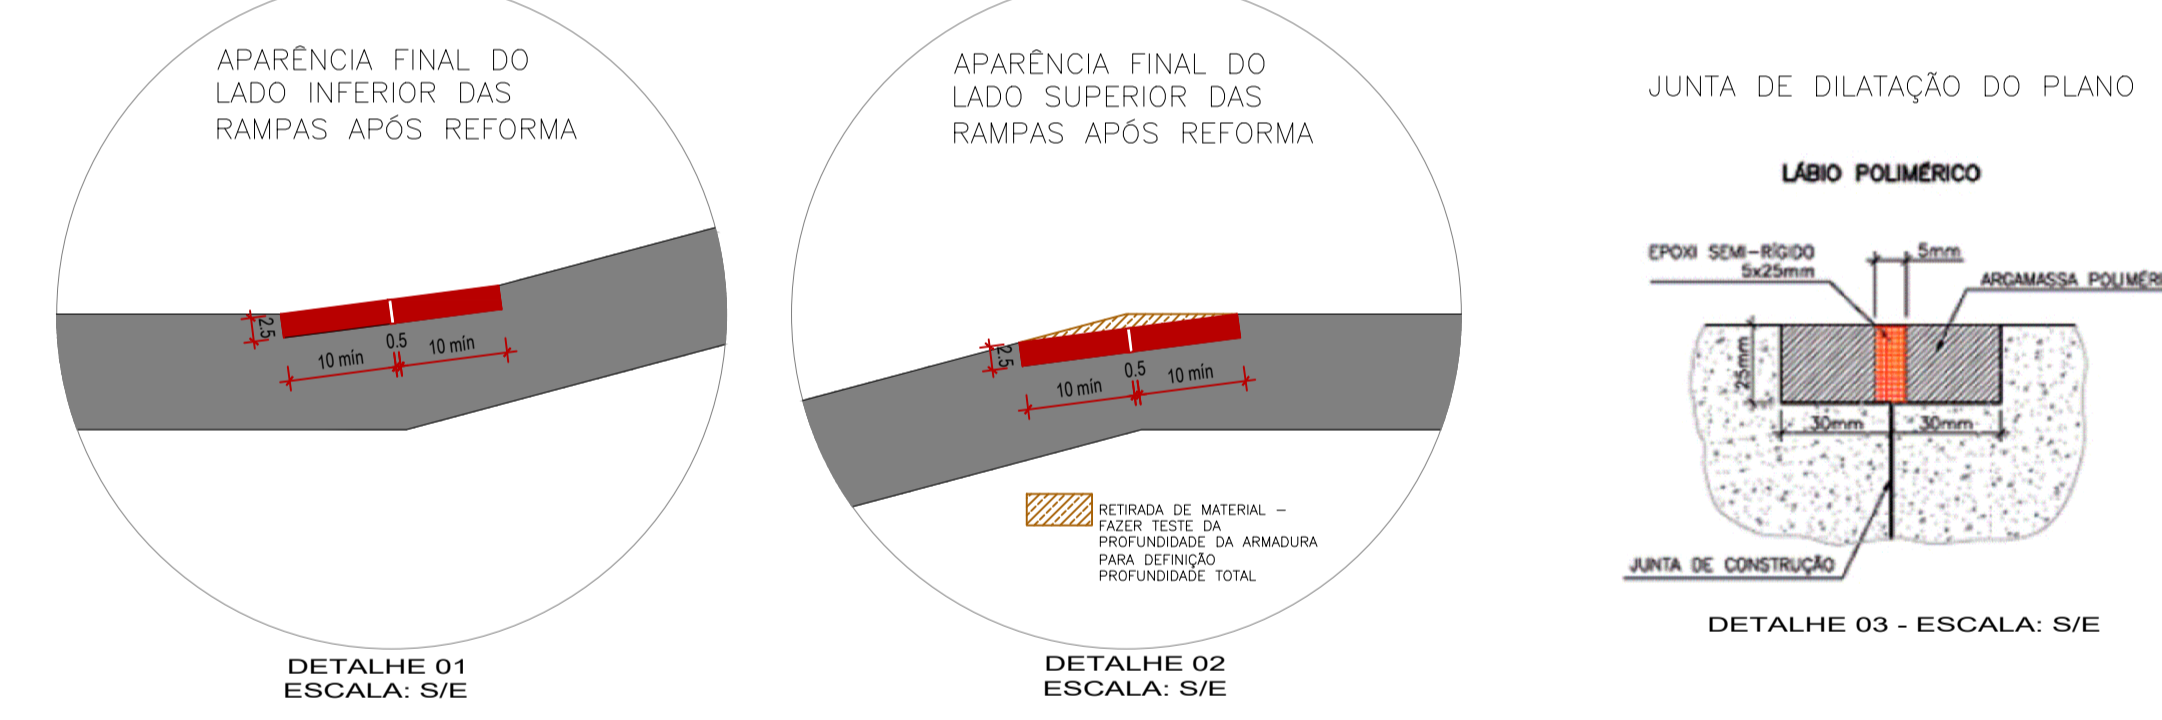 APARÊNCIA FINAL DO
LADO INFERIOR DAS
RAMPAS APÓS REFORMA
2.5
0.5
10 mín
10 mín
DETALHE 01
ESCALA: S/E
APARÊNCIA FINAL DO
LADO SUPERIOR DAS
RAMPAS APÓS REFORMA
2.5
0.5
10 mín
10 mín
RETIRADA DE MATERIAL –
FAZER TESTE DA
PROFUNDIDADE DA ARMADURA
PARA DEFINIÇÃO
PROFUNDIDADE TOTAL
DETALHE 02
ESCALA: S/E
JUNTA DE DILATAÇÃO DO PLANO
LÁBIO POLIMÉRICO
EPOXI SEMI-RÍGIDO
5x25mm
5mm
ARGAMASSA POLIMÉRI
25mm
30mm
30mm
JUNTA DE CONSTRUÇÃO
DETALHE 03 - ESCALA: S/E